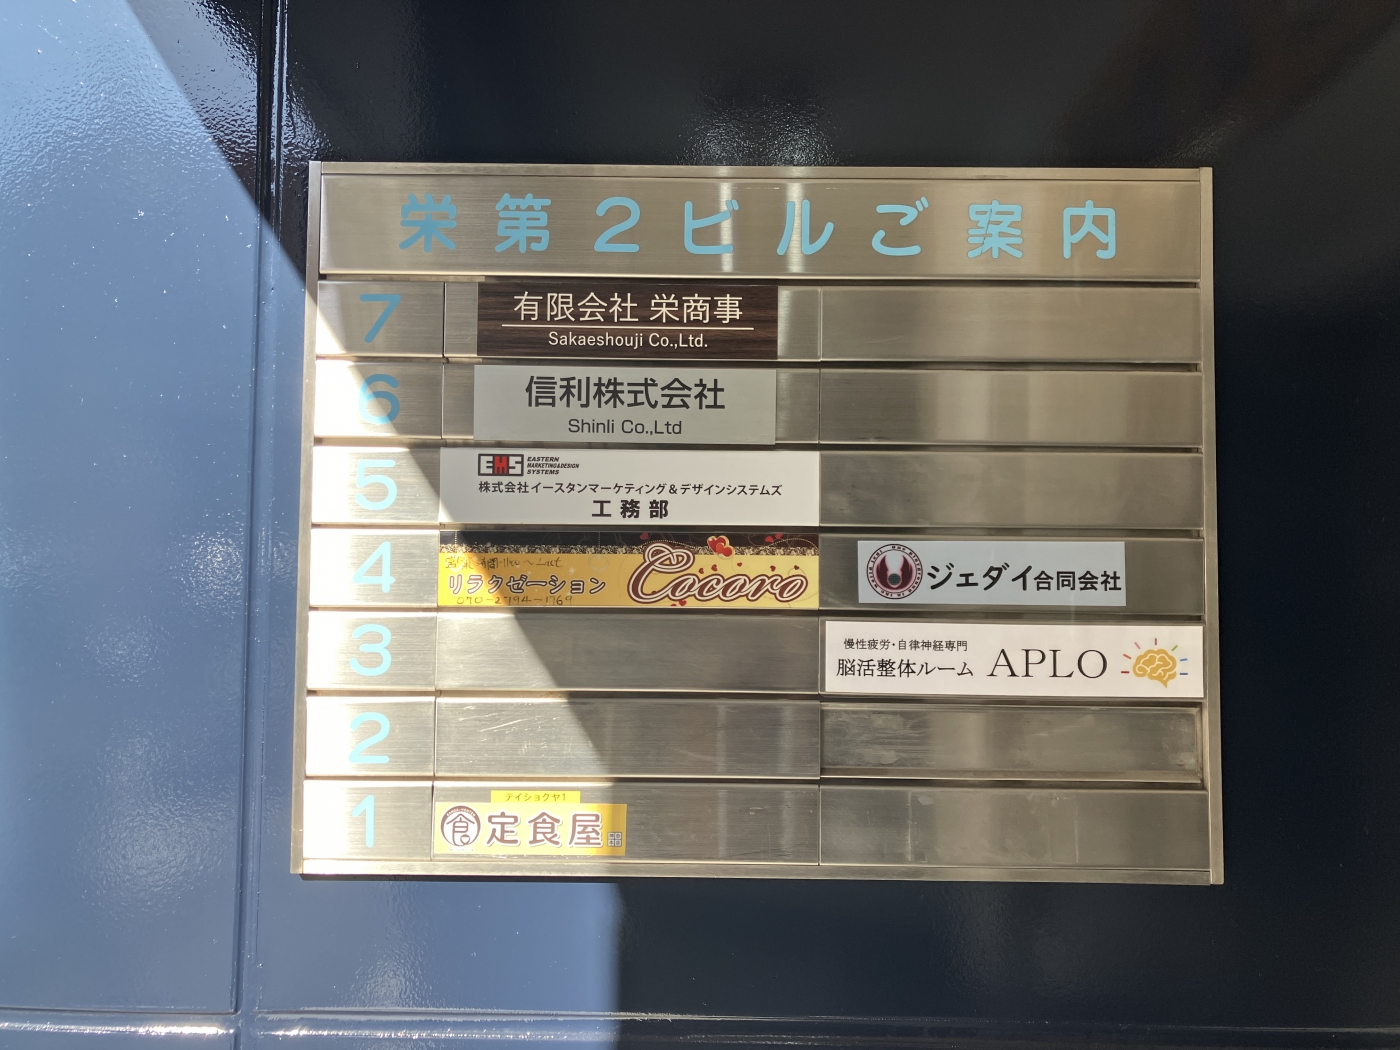 栄第2ビルご案内
7
有限会社 栄商事
Sakaeshouji Co.,Ltd.
6
信利株式会社
Shinli Co.,Ltd
5
EMS
EASTERN
MARKETING&DESIGN
SYSTEMS
株式会社イースタンマーケティング＆デザインシステムズ
工務部
4
リラクゼーション
Cocoro
ジェダイ合同会社
3
慢性疲労・自律神経専門
脳活整体ルーム APLO
2
1
テイショクヤ1
食
定食屋